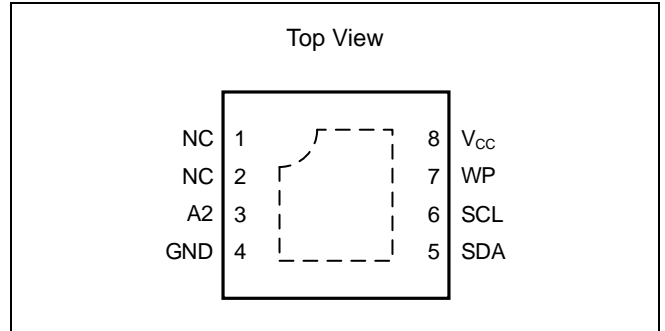 Top View
NC 1 8 VCC
NC 2 7 WP
A2 3 6 SCL
GND 4 5 SDA